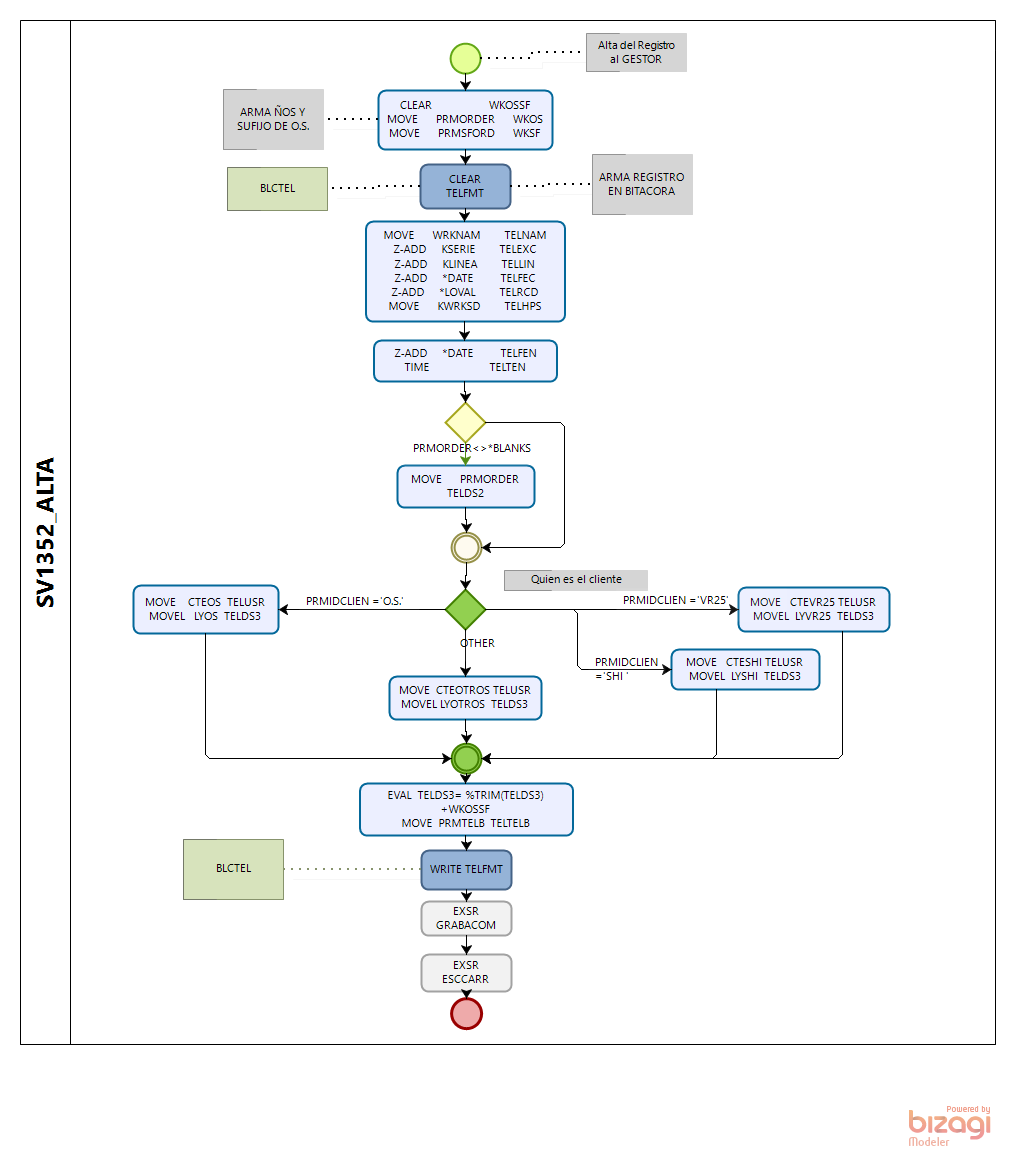 SV1352_ALTA
Alta del Registro
al GESTOR
ARMA ÑOS Y
SUFIJO DE O.S.
CLEAR WKOSSF
MOVE PRMORDER WKOS
MOVE PRMSFORD WKSF
BLCTEL
CLEAR
TELFMT
ARMA REGISTRO
EN BITACORA
MOVE WRKNAM TELNAM
Z-ADD KSERIE TELEXC
Z-ADD KLINEA TELLIN
Z-ADD *DATE TELFEC
Z-ADD *LOVAL TELRCD
MOVE KWRKSD TELHPS
Z-ADD *DATE TELFEN
TIME TELTEN
PRMORDER<>*BLANKS
MOVE PRMORDER
TELDS2
Quien es el cliente
PRMIDCLIEN ='O.S.'
PRMIDCLIEN ='VR25'
MOVE CTEOS TELUSR
MOVEL LYOS TELDS3
MOVE CTEVR25 TELUSR
MOVEL LYVR25 TELDS3
OTHER
PRMIDCLIEN
='SHI '
MOVE CTESHI TELUSR
MOVEL LYSHI TELDS3
MOVE CTEOTROS TELUSR
MOVEL LYOTROS TELDS3
EVAL TELDS3= %TRIM(TELDS3)
+WKOSSF
MOVE PRMTELB TELTELB
BLCTEL
WRITE TELFMT
EXSR
GRABACOM
EXSR
ESCCARR
Powered by
bizagi
Modeler